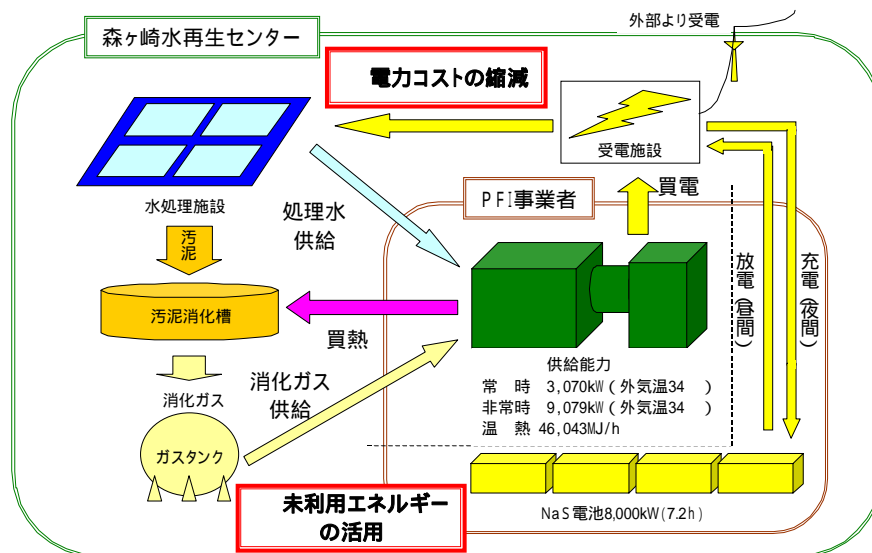 外部より受電
森ヶ崎水再生センター
電力コストの縮減
受電施設
買電
PFI事業者
水処理施設
処理水
供給
汚泥
放電(昼間)
充電(夜間)
汚泥消化槽
買熱
供給能力
常　時　3,070kW(外気温34　)
非常時　9,079kW(外気温34　)
温　熱　46,043MJ/h
消化ガス
消化ガス
供給
ガスタンク
未利用エネルギー
の活用
NaS電池8,000kW(7.2h)